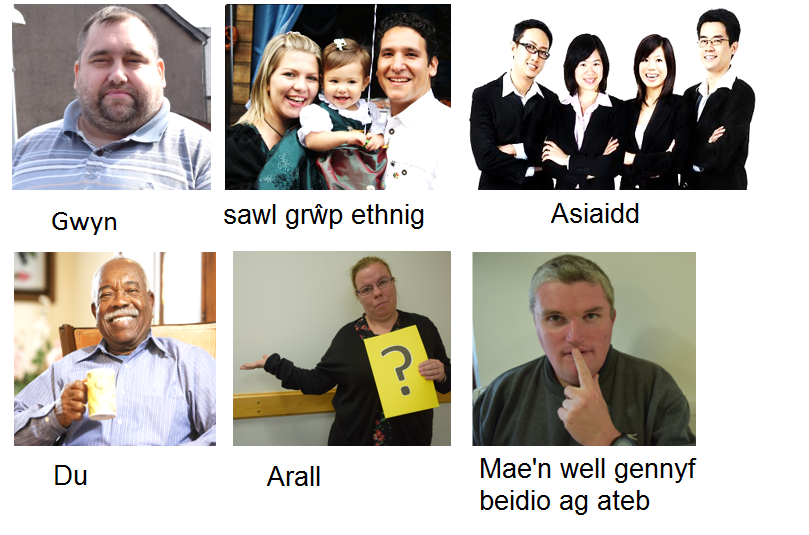 Gwyn
sawl grŵp ethnig
Asiaidd
?
Du
Arall
Mae'n well gennyf
beidio ag ateb